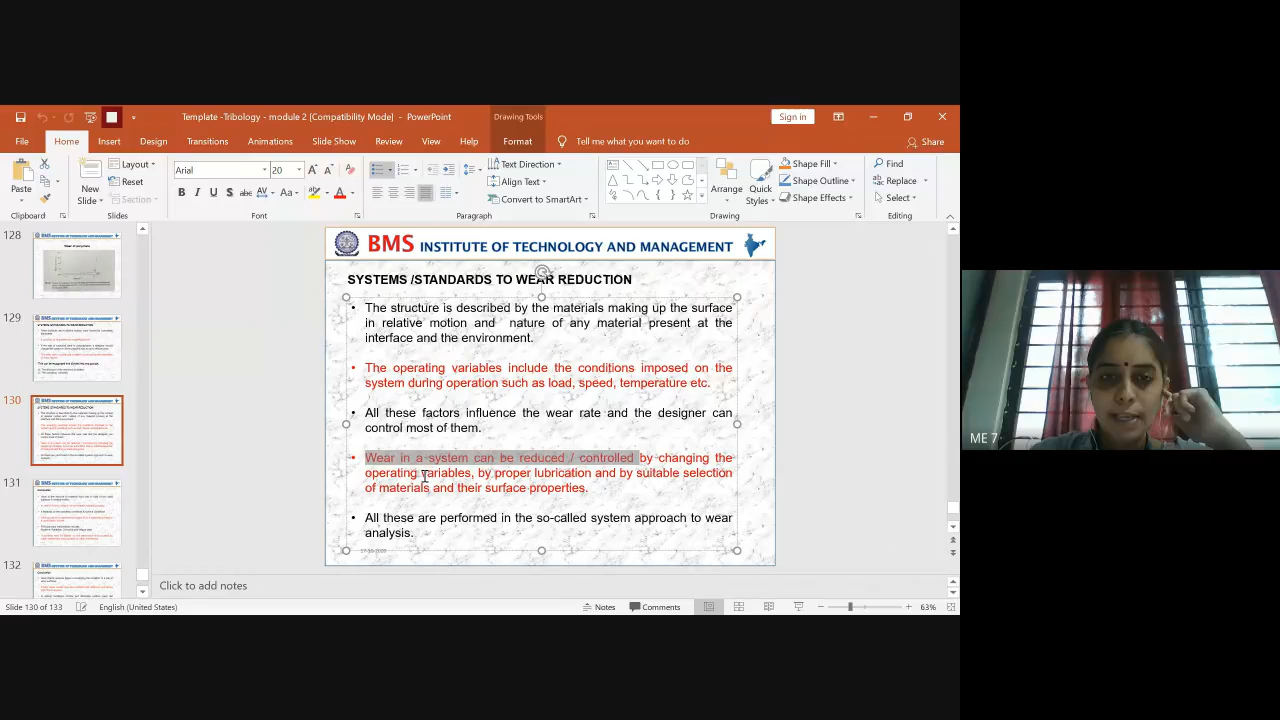 Template -Tribology - module 2 [Compatibility Mode] - PowerPoint
Drawing Tools
Sign in
File Home Insert Design Transitions Animations Slide Show Review View Help Format Tell me what you want to do Share
Paste
New Slide
Layout
Reset
Section
Arial
20
Text Direction
Align Text
Convert to SmartArt
Arrange
Quick Styles
Shape Fill
Shape Outline
Shape Effects
Find
Replace
Select
Clipboard Slides Font Paragraph Drawing Editing
128
129
130
131
132
BMS INSTITUTE OF TECHNOLOGY AND MANAGEMENT
SYSTEMS /STANDARDS TO WEAR REDUCTION
• The structure is defined by the materials making up the surface
in relative motion and nature of any material present at the
interface and the environment.
• The operating variables include the conditions imposed on the
system during operation such as load, speed, temperature etc.
• All these factors influence the wear rate and the designer can
control most of them.
• Wear in a system can be reduced / controlled by changing the
operating variables, by proper lubrication and by suitable selection
of materials and their surface properties.
• All these are performed by so-called system approach to wear
analysis.
Click to add notes
Slide 130 of 133
English (United States)
Notes
Comments
63%
ME 7